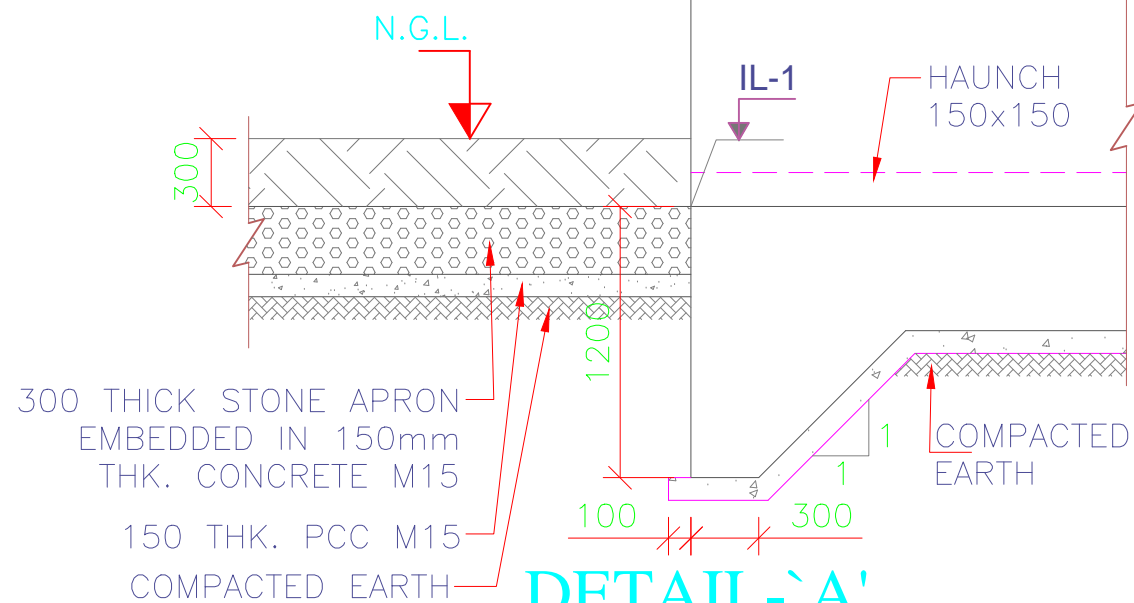 N.G.L.
IL-1
HAUNCH
150x150
300
1200
300 THICK STONE APRON
EMBEDDED IN 150mm
THK. CONCRETE M15
1
1
COMPACTED
EARTH
100
300
150 THK. PCC M15
COMPACTED EARTH
DETAIL-`A'